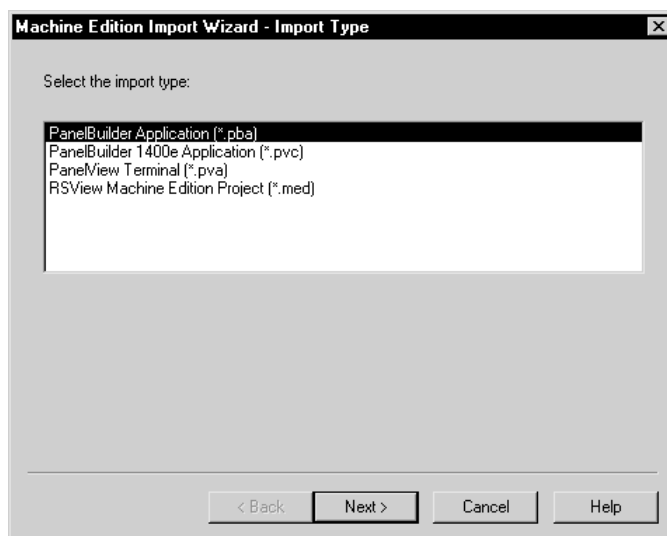 Machine Edition Import Wizard - Import Type
Select the import type:
PanelBuilder Application (*.pba)
PanelBuilder 1400e Application (*.pvc)
PanelView Terminal (*.pva)
RSView Machine Edition Project (*.med)
< Back Next > Cancel Help